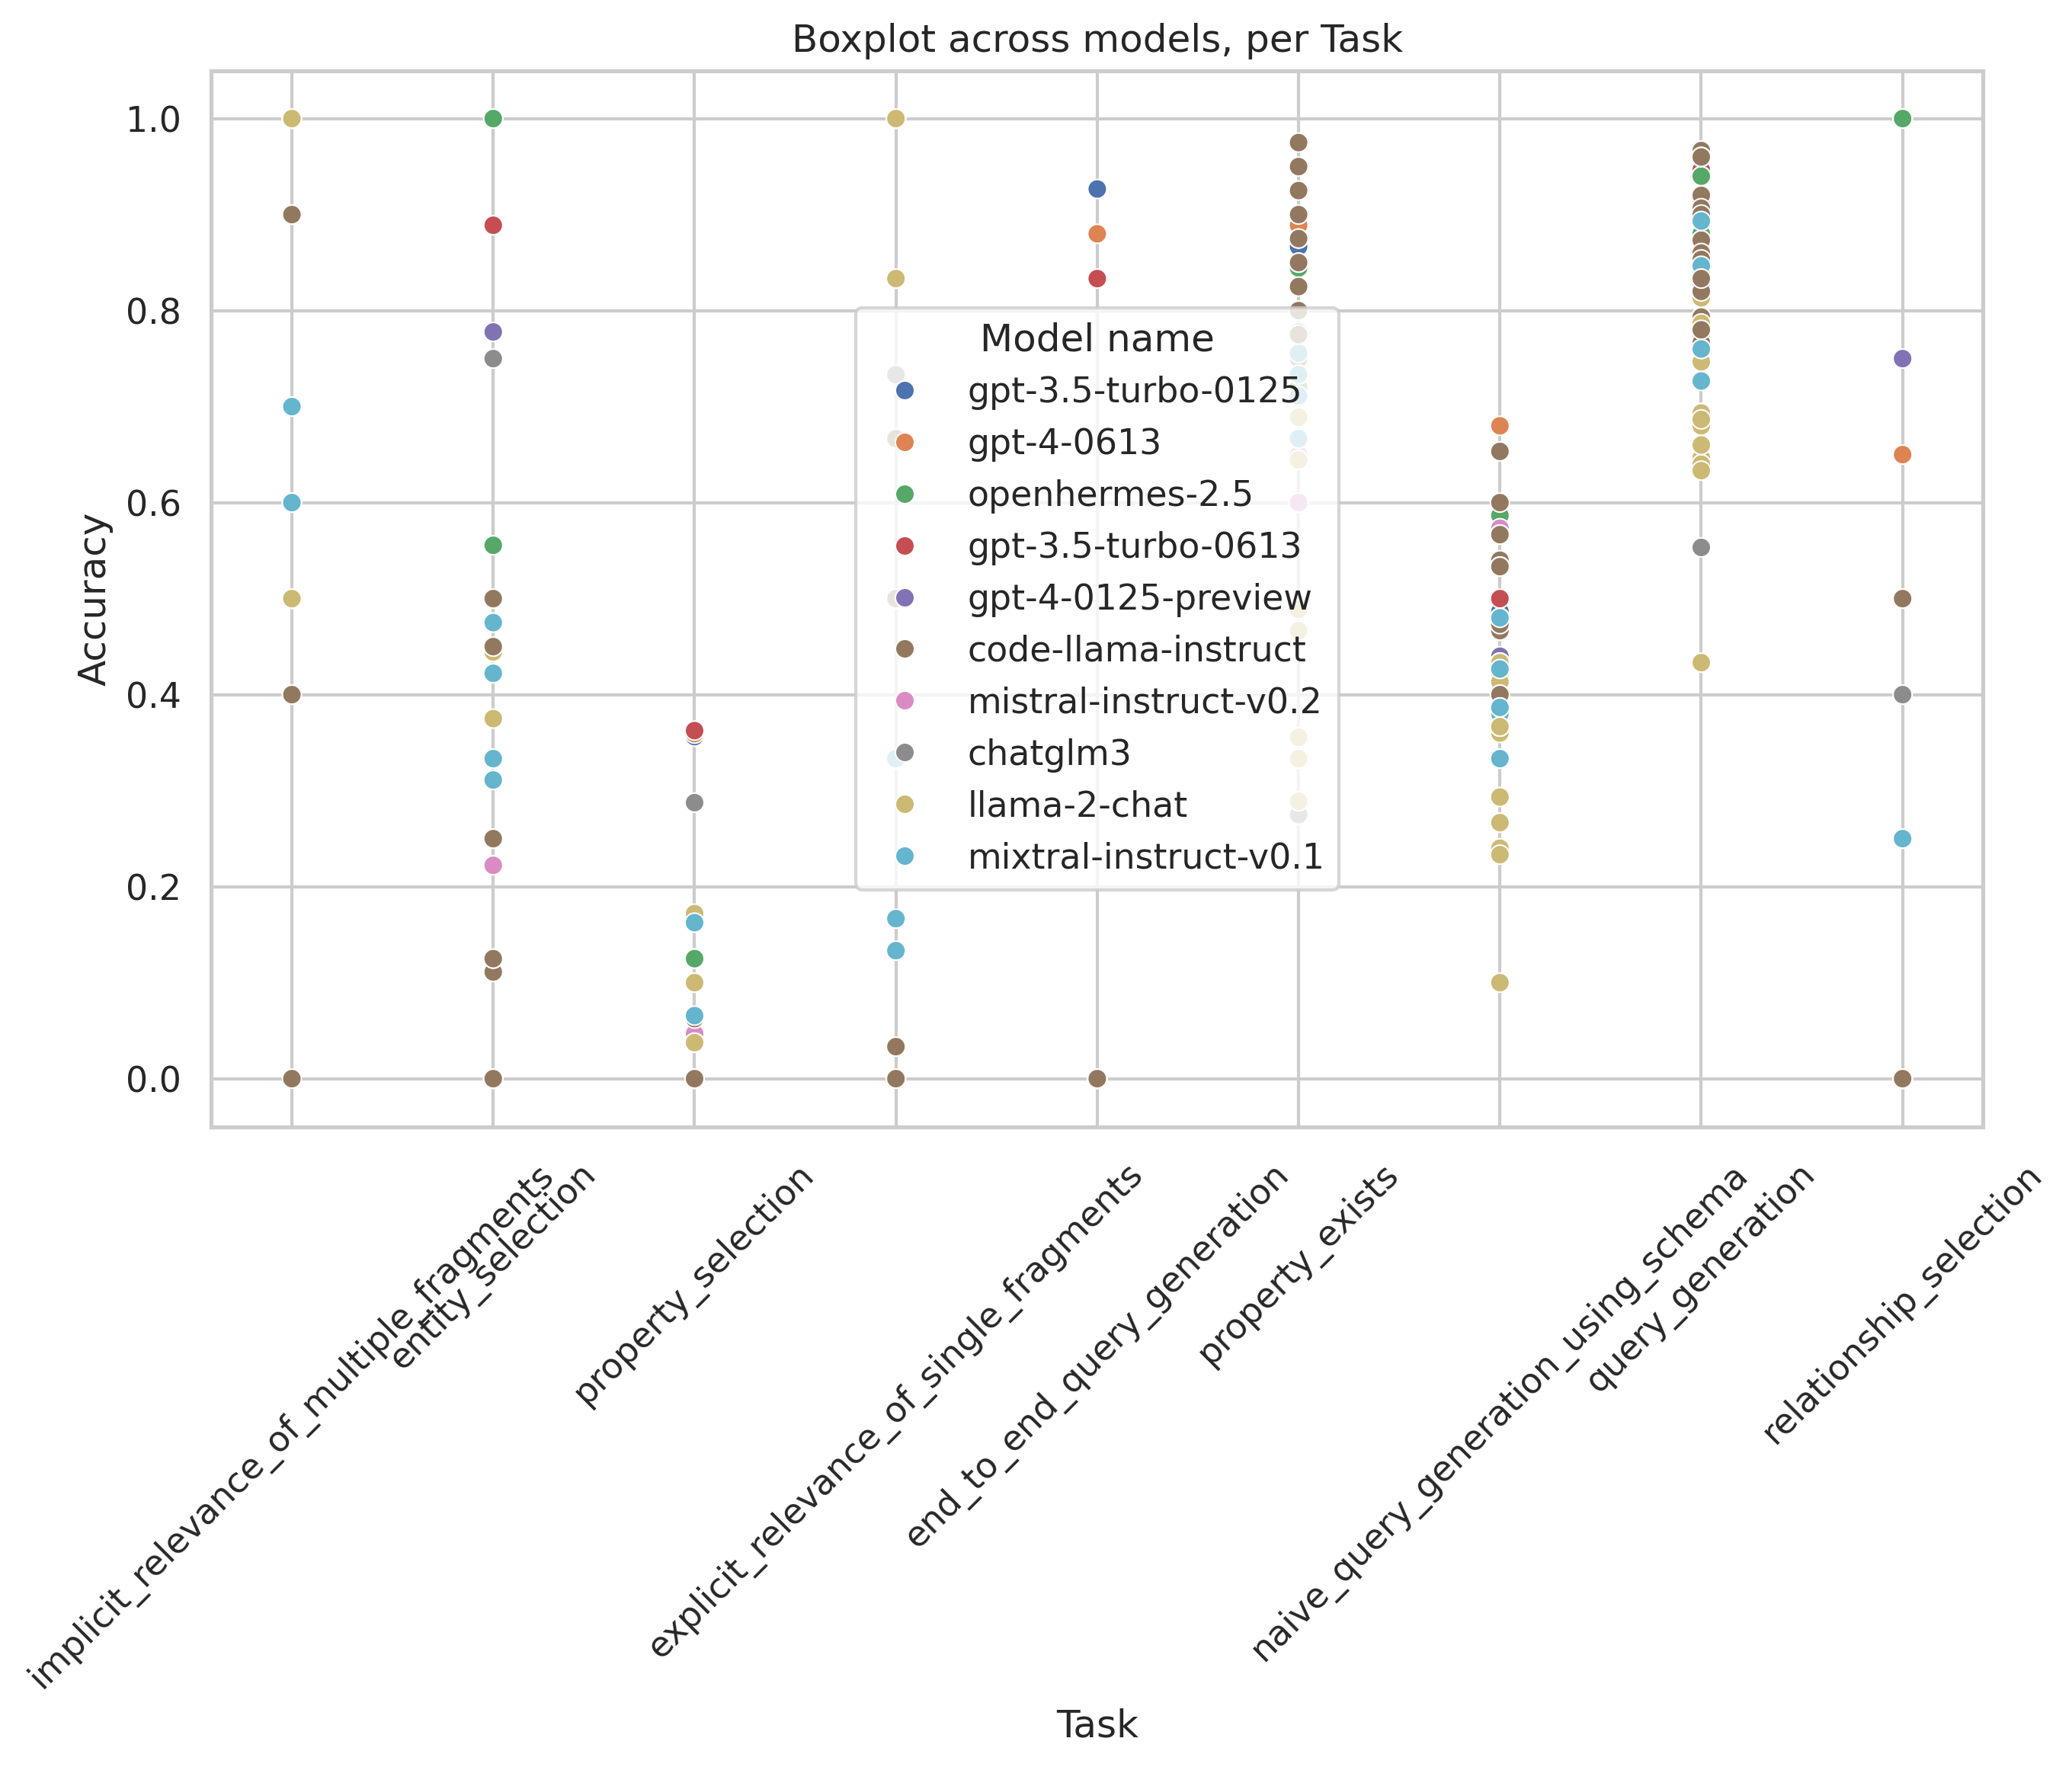 Boxplot across models, per Task
Accuracy
1.0
0.8
0.6
0.4
0.2
0.0
Model name
gpt-3.5-turbo-0125
gpt-4-0613
openhermes-2.5
gpt-3.5-turbo-0613
gpt-4-0125-preview
code-llama-instruct
mistral-instruct-v0.2
chatglm3
llama-2-chat
mixtral-instruct-v0.1
implicit_relevance_of_multiple_fragments
entity_selection
property_selection
explicit_relevance_of_single_fragments
end_to_end_query_generation
property_exists
naive_query_generation_using_schema
query_generation
relationship_selection
Task